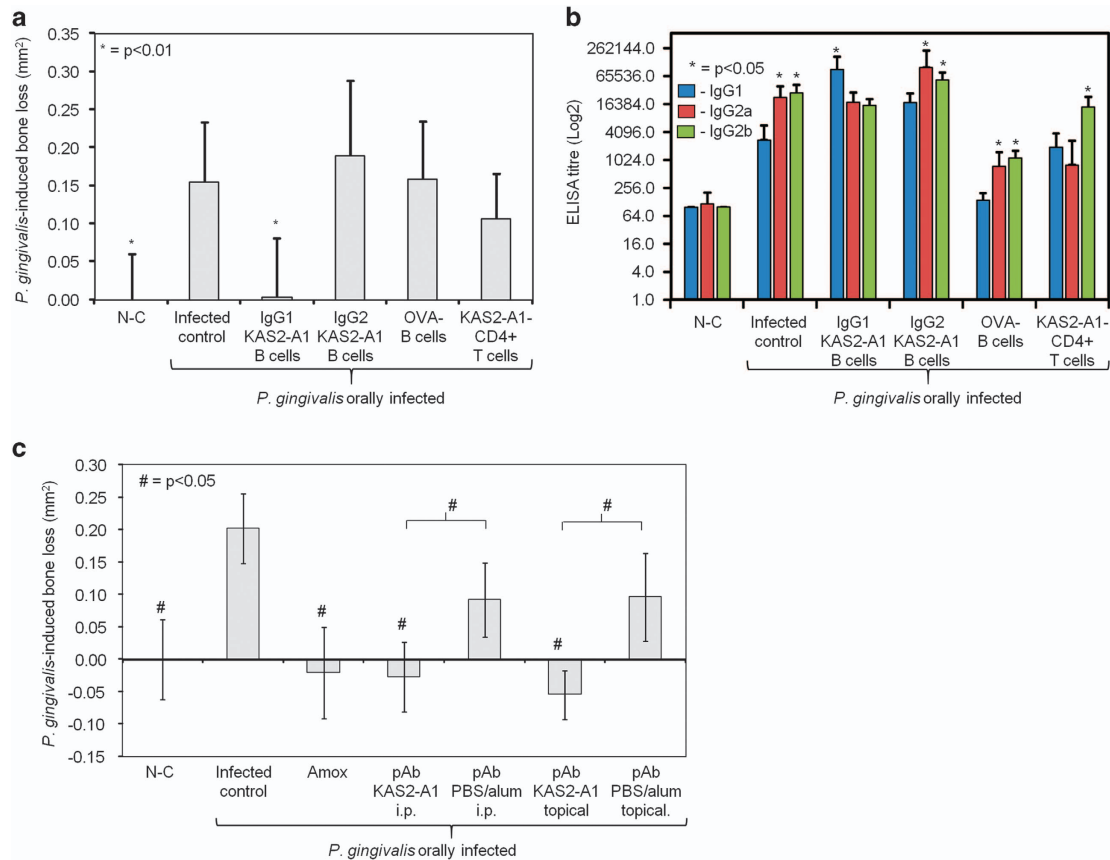 a
P. gingivalis-induced bone loss (mm²)
0.35
0.30
0.25
0.20
0.15
0.10
0.05
0.00
* = p<0.01
*
*
N-C
Infected
control
IgG1
KAS2-A1
B cells
IgG2
KAS2-A1
B cells
OVA-
B cells
KAS2-A1-
CD4+
T cells
P. gingivalis orally infected
b
ELISA titre (Log2)
262144.0
65536.0
16384.0
4096.0
1024.0
256.0
64.0
16.0
4.0
1.0
* = p<0.05
- IgG1
- IgG2a
- IgG2b
* *
*
* *
* *
*
N-C
Infected
control
IgG1
KAS2-A1
B cells
IgG2
KAS2-A1
B cells
OVA-
B cells
KAS2-A1-
CD4+
T cells
P. gingivalis orally infected
c
P. gingivalis-induced bone loss (mm²)
0.30
0.25
0.20
0.15
0.10
0.05
0.00
-0.05
-0.10
-0.15
# = p<0.05
#
#
#
#
#
#
N-C
Infected
control
Amox
pAb
KAS2-A1
i.p.
pAb
PBS/alum
i.p.
pAb
KAS2-A1
topical
pAb
PBS/alum
topical.
P. gingivalis orally infected